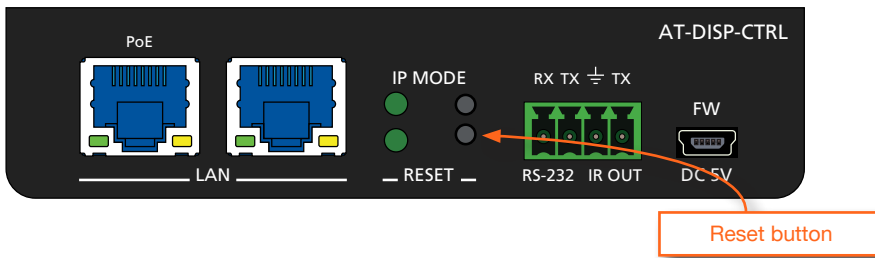 AT-DISP-CTRL
PoE
IP MODE
RX TX TX
FW
LAN
RESET
RS-232 IR OUT
DC 5V
Reset button